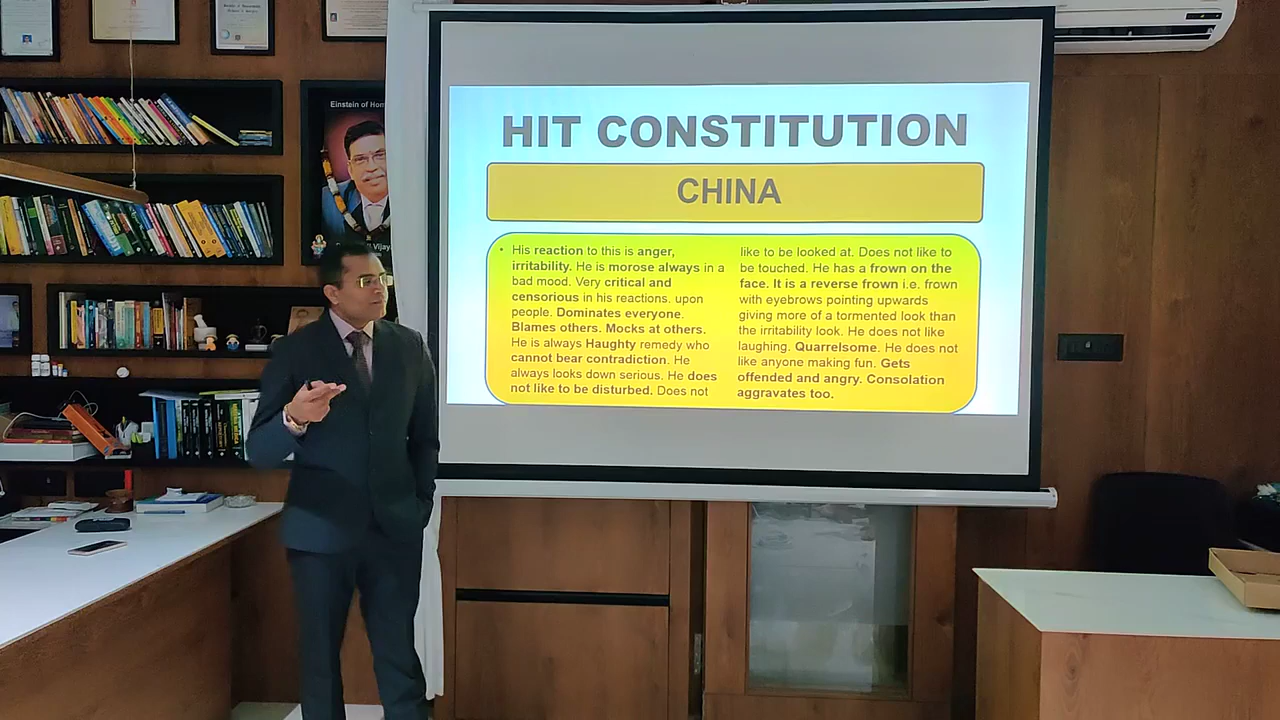 Einstein of Hom
Vijay
HIT CONSTITUTION
CHINA
• His reaction to this is anger,
irritability. He is morose always in a
bad mood. Very critical and
censorious in his reactions. upon
people. Dominates everyone.
Blames others. Mocks at others.
He is always Haughty remedy who
cannot bear contradiction. He
always looks down serious. He does
not like to be disturbed. Does not
like to be looked at. Does not like to
be touched. He has a frown on the
face. It is a reverse frown i.e. frown
with eyebrows pointing upwards
giving more of a tormented look than
the irritability look. He does not like
laughing. Quarrelsome. He does not
like anyone making fun. Gets
offended and angry. Consolation
aggravates too.